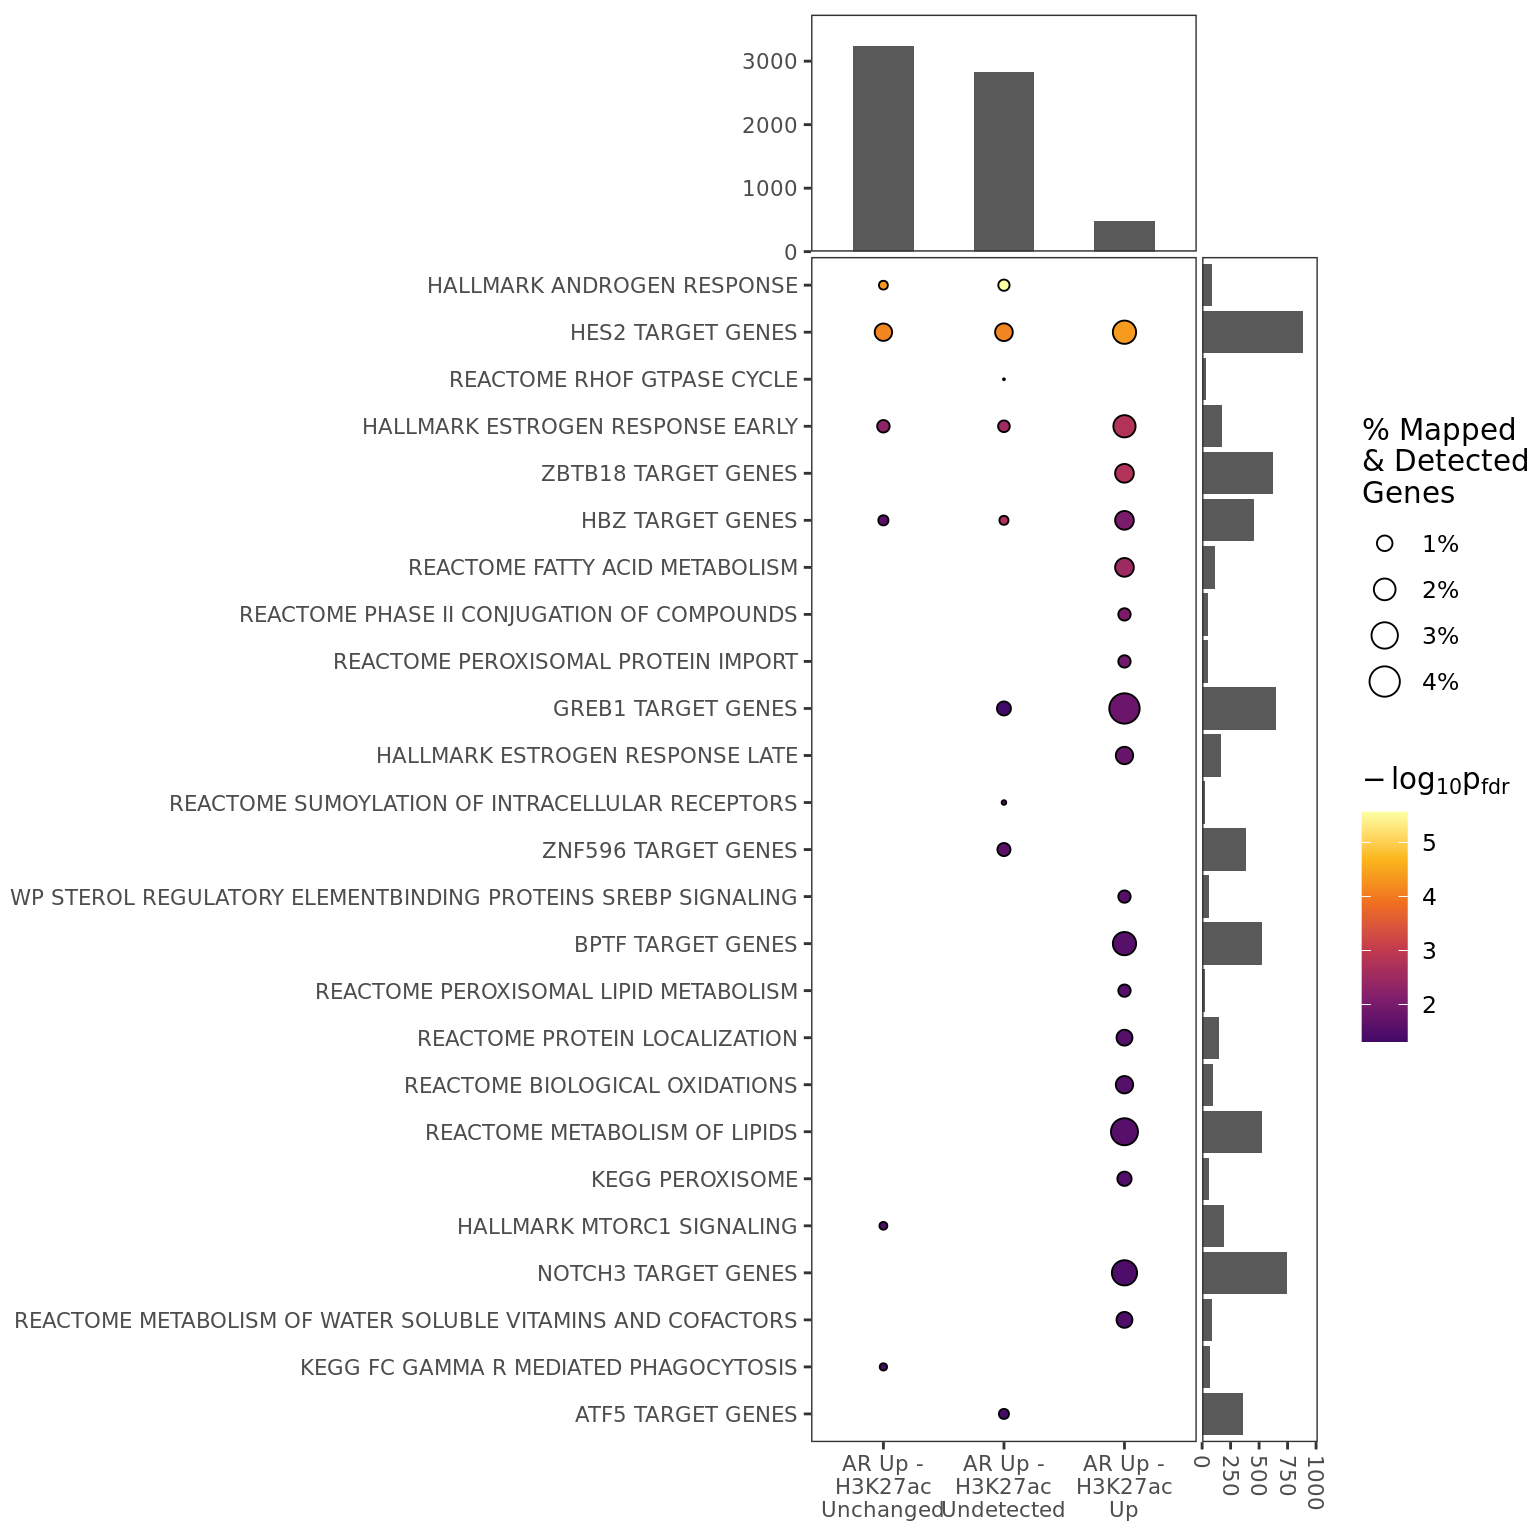 3000
2000
1000
0
HALLMARK ANDROGEN RESPONSE
HES2 TARGET GENES
REACTOME RHOF GTPASE CYCLE
HALLMARK ESTROGEN RESPONSE EARLY
ZBTB18 TARGET GENES
HBZ TARGET GENES
REACTOME FATTY ACID METABOLISM
REACTOME PHASE II CONJUGATION OF COMPOUNDS
REACTOME PEROXISOMAL PROTEIN IMPORT
GREB1 TARGET GENES
HALLMARK ESTROGEN RESPONSE LATE
REACTOME SUMOYLATION OF INTRACELLULAR RECEPTORS
ZNF596 TARGET GENES
WP STEROL REGULATORY ELEMENTBINDING PROTEINS SREBP SIGNALING
BPTF TARGET GENES
REACTOME PEROXISOMAL LIPID METABOLISM
REACTOME PROTEIN LOCALIZATION
REACTOME BIOLOGICAL OXIDATIONS
REACTOME METABOLISM OF LIPIDS
KEGG PEROXISOME
HALLMARK MTORC1 SIGNALING
NOTCH3 TARGET GENES
REACTOME METABOLISM OF WATER SOLUBLE VITAMINS AND COFACTORS
KEGG FC GAMMA R MEDIATED PHAGOCYTOSIS
ATF5 TARGET GENES
AR Up -
H3K27ac
Unchanged
AR Up -
H3K27ac
Undetected
AR Up -
H3K27ac
Up
0
250
500
750
1000
% Mapped
& Detected
Genes
1%
2%
3%
4%
−log₁₀p_fdr
5
4
3
2